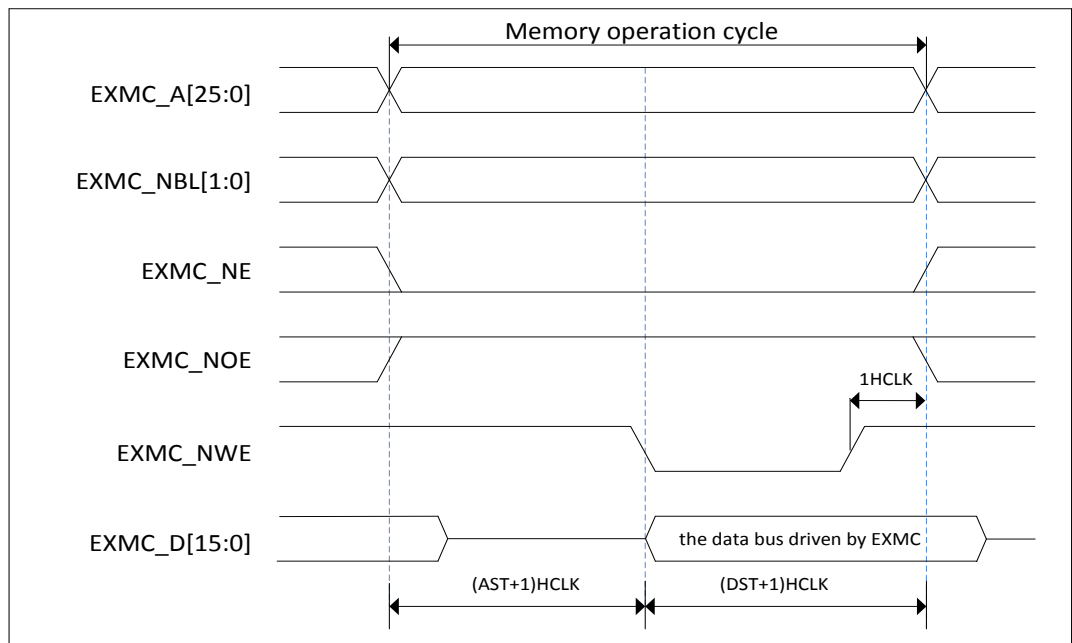 Memory operation cycle
EXMC_A[25:0]
EXMC_NBL[1:0]
EXMC_NE
EXMC_NOE
1HCLK
EXMC_NWE
EXMC_D[15:0]
the data bus driven by EXMC
(AST+1)HCLK
(DST+1)HCLK